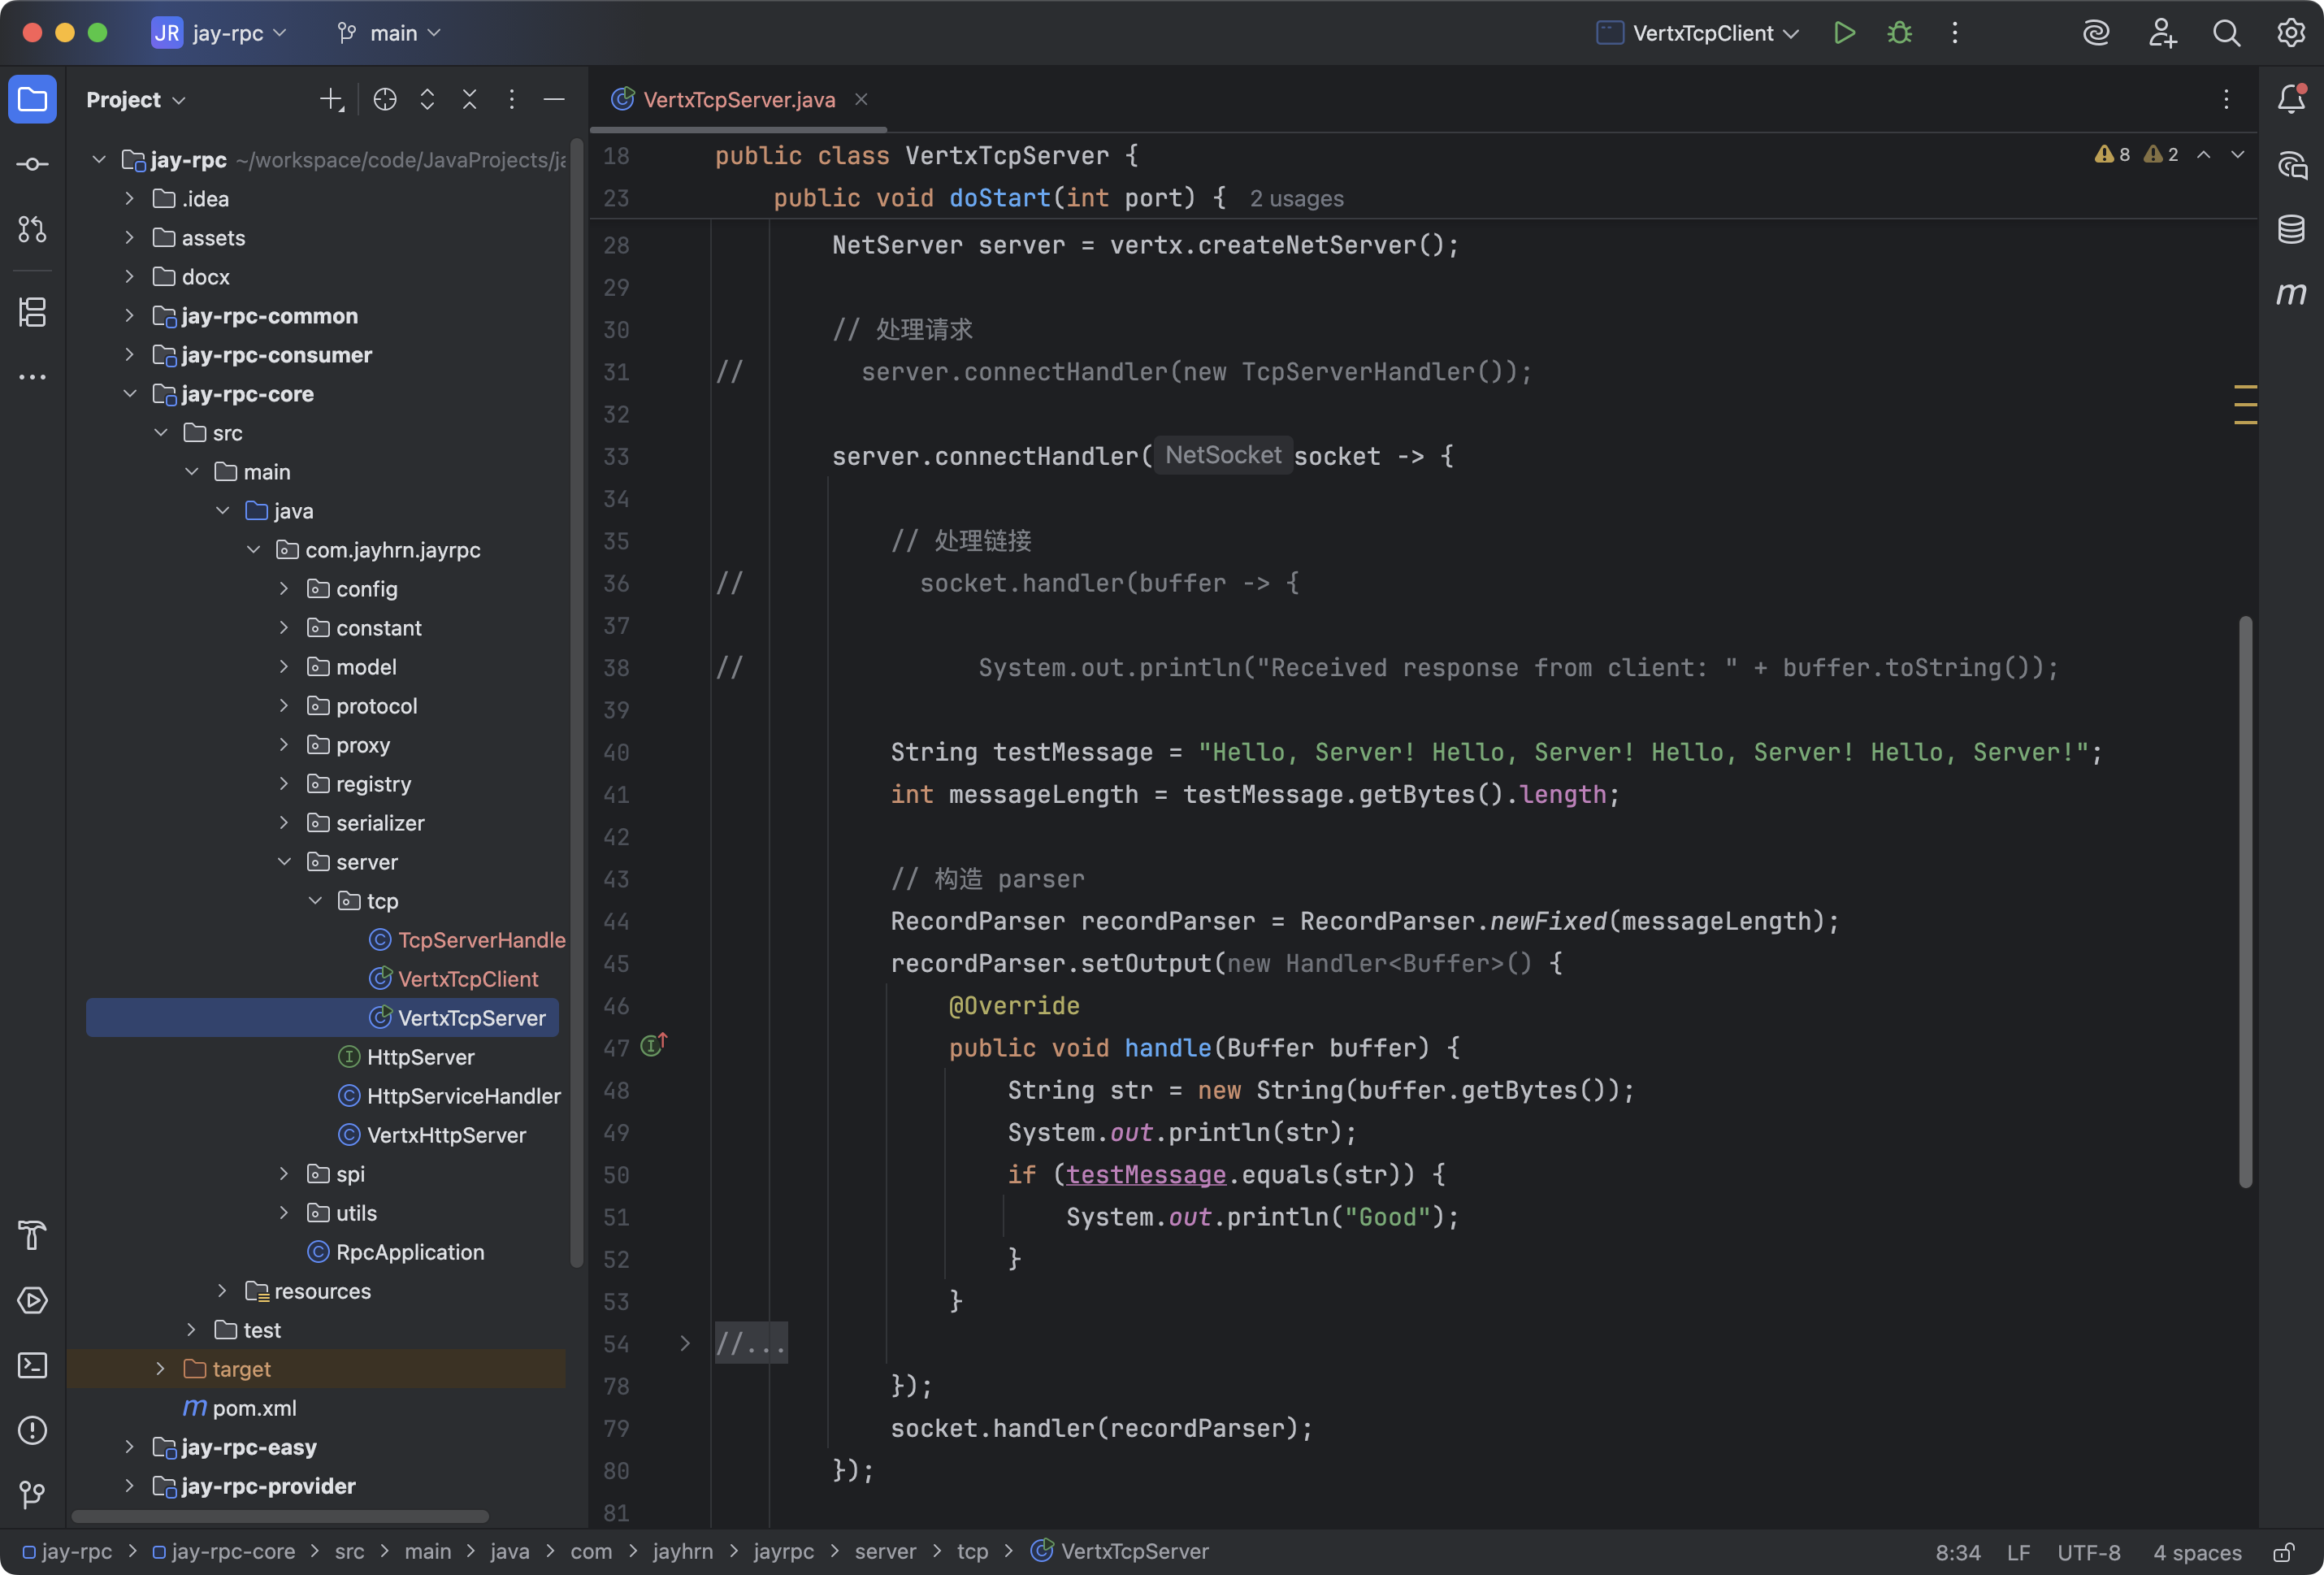 JR jay-rpc
main
VertxTcpClient
Project
jay-rpc ~/workspace/code/JavaProjects/ja
.idea
assets
docx
jay-rpc-common
jay-rpc-consumer
jay-rpc-core
src
main
java
com.jayhrn.jayrpc
config
constant
model
protocol
proxy
registry
serializer
server
tcp
TcpServerHandle
VertxTcpClient
VertxTcpServer
HttpServer
HttpServiceHandler
VertxHttpServer
spi
utils
RpcApplication
resources
test
target
pom.xml
jay-rpc-easy
jay-rpc-provider
VertxTcpServer.java
8 2
18 public class VertxTcpServer {
23 public void doStart(int port) { 2 usages
28 NetServer server = vertx.createNetServer();
29
30 // 处理请求
31 // server.connectHandler(new TcpServerHandler());
32
33 server.connectHandler( NetSocket socket -> {
34
35 // 处理链接
36 // socket.handler(buffer -> {
37
38 // System.out.println("Received response from client: " + buffer.toString());
39
40 String testMessage = "Hello, Server! Hello, Server! Hello, Server! Hello, Server!";
41 int messageLength = testMessage.getBytes().length;
42
43 // 构造 parser
44 RecordParser recordParser = RecordParser.newFixed(messageLength);
45 recordParser.setOutput(new Handler<Buffer>() {
46 @Override
47 public void handle(Buffer buffer) {
48 String str = new String(buffer.getBytes());
49 System.out.println(str);
50 if (testMessage.equals(str)) {
51 System.out.println("Good");
52 }
53 }
54 //...
78 });
79 socket.handler(recordParser);
80 });
81
jay-rpc > jay-rpc-core > src > main > java > com > jayhrn > jayrpc > server > tcp > VertxTcpServer
8:34 LF UTF-8 4 spaces